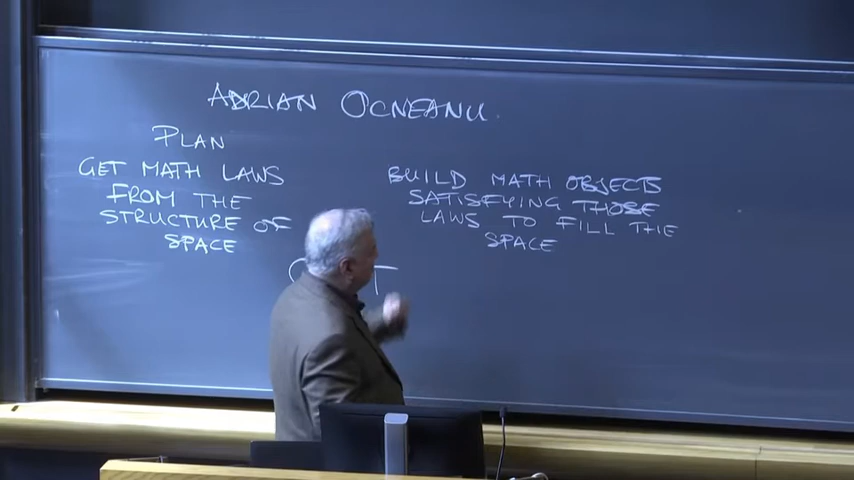 ADRIAN OCNEANU.
PLAN
GET MATH LAWS
FROM THE
STRUCTURE OF
SPACE
BUILD MATH OBJECTS
SATISFYING THOSE
LAWS TO FILL THE
SPACE